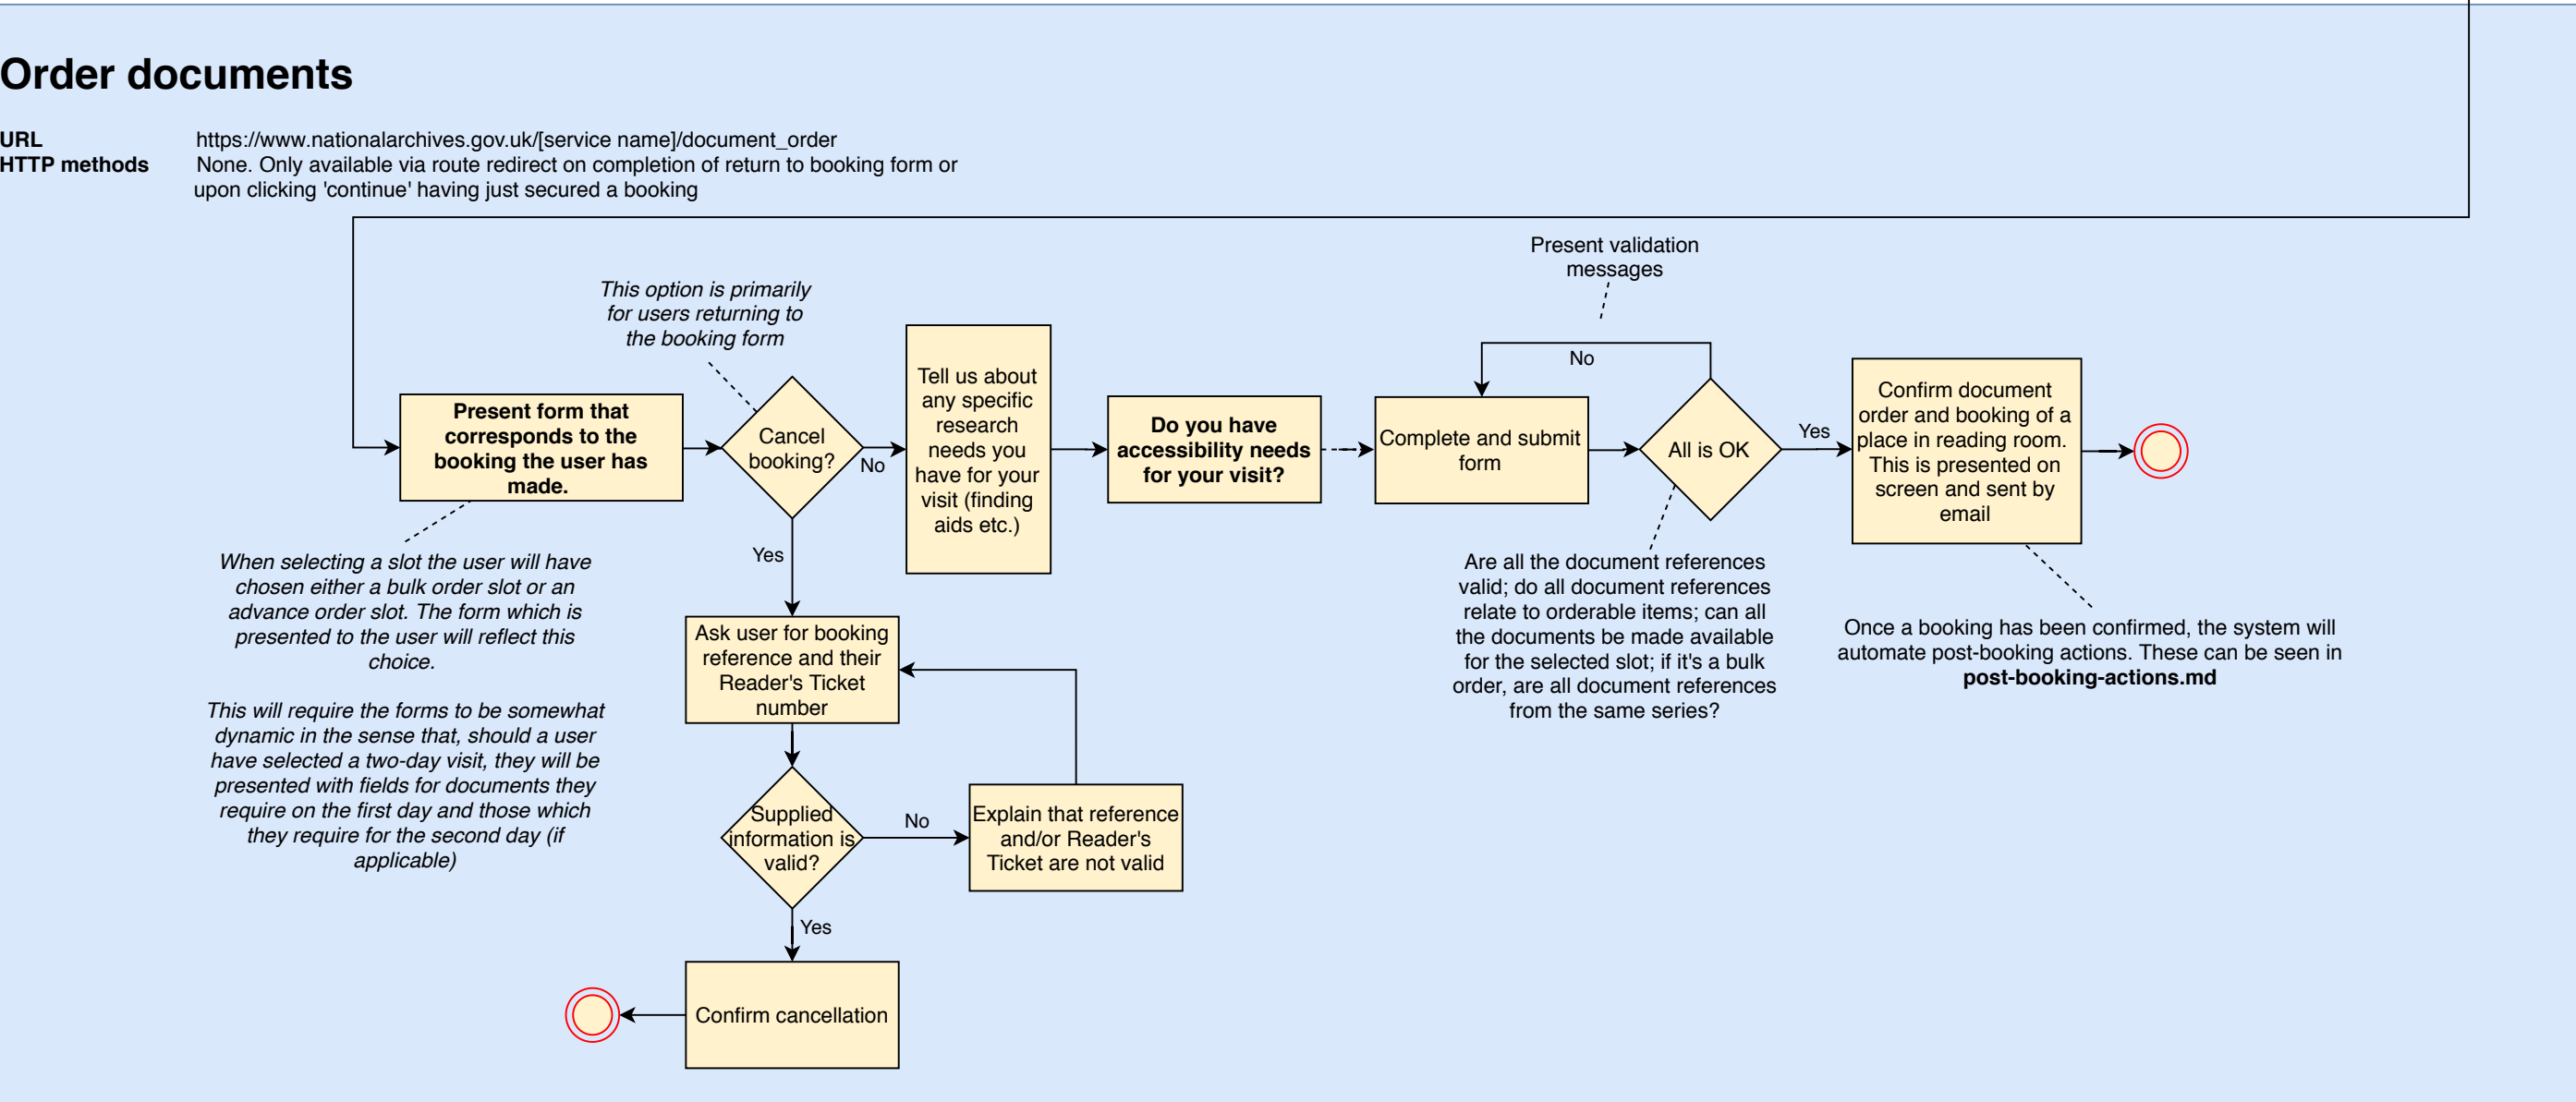 Order documents
URL
https://www.nationalarchives.gov.uk/[service name]/document_order
HTTP methods
None. Only available via route redirect on completion of return to booking form or
upon clicking 'continue' having just secured a booking
Present validation
messages
This option is primarily
for users returning to
the booking form
Present form that
corresponds to the
booking the user has
made.
Cancel
booking?
No
Tell us about
any specific
research
needs you
have for your
visit (finding
aids etc.)
Do you have
accessibility needs
for your visit?
Complete and submit
form
No
All is OK
Yes
Confirm document
order and booking of a
place in reading room.
This is presented on
screen and sent by
email
When selecting a slot the user will have
chosen either a bulk order slot or an
advance order slot. The form which is
presented to the user will reflect this
choice.
This will require the forms to be somewhat
dynamic in the sense that, should a user
have selected a two-day visit, they will be
presented with fields for documents they
require on the first day and those which
they require for the second day (if
applicable)
Yes
Ask user for booking
reference and their
Reader's Ticket
number
Supplied
information is
valid?
No
Explain that reference
and/or Reader's
Ticket are not valid
Yes
Confirm cancellation
Are all the document references
valid; do all document references
relate to orderable items; can all
the documents be made available
for the selected slot; if it's a bulk
order, are all document references
from the same series?
Once a booking has been confirmed, the system will
automate post-booking actions. These can be seen in
post-booking-actions.md